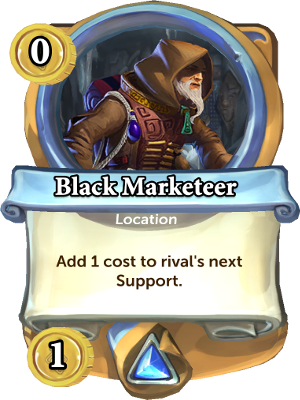 0
Black Marketeer
Location
Add 1 cost to rival's next
Support.
1